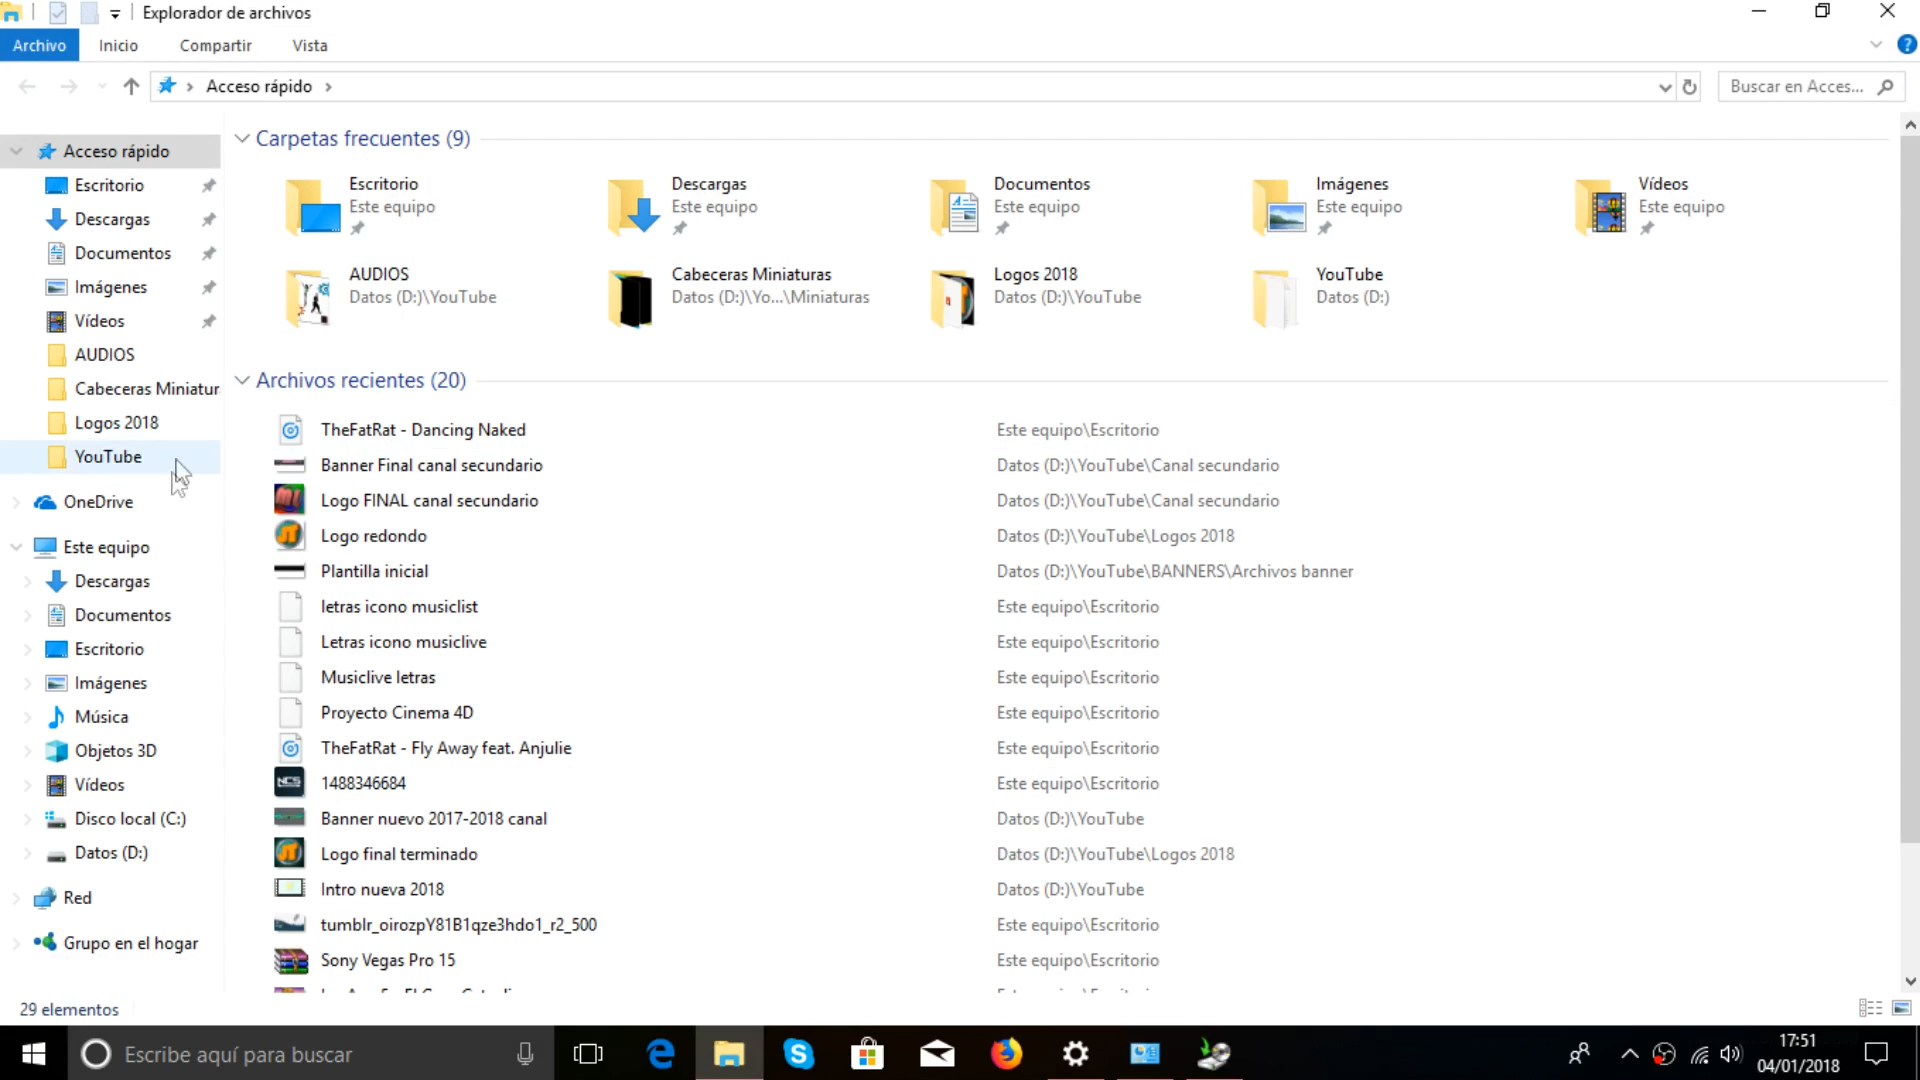 Explorador de archivos
Archivo Inicio Compartir Vista
Acceso rápido
Buscar en Acces...
Acceso rápido
Escritorio
Descargas
Documentos
Imágenes
Vídeos
AUDIOS
Cabeceras Miniatur
Logos 2018
YouTube
OneDrive
Este equipo
Descargas
Documentos
Escritorio
Imágenes
Música
Objetos 3D
Vídeos
Disco local (C:)
Datos (D:)
Red
Grupo en el hogar
Carpetas frecuentes (9)
Escritorio
Este equipo
Descargas
Este equipo
Documentos
Este equipo
Imágenes
Este equipo
Vídeos
Este equipo
AUDIOS
Datos (D:)\YouTube
Cabeceras Miniaturas
Datos (D:)\Yo...\Miniaturas
Logos 2018
Datos (D:)\YouTube
YouTube
Datos (D:)
Archivos recientes (20)
TheFatRat - Dancing Naked Este equipo\Escritorio
Banner Final canal secundario Datos (D:)\YouTube\Canal secundario
Logo FINAL canal secundario Datos (D:)\YouTube\Canal secundario
Logo redondo Datos (D:)\YouTube\Logos 2018
Plantilla inicial Datos (D:)\YouTube\BANNERS\Archivos banner
letras icono musiclist Este equipo\Escritorio
Letras icono musiclive Este equipo\Escritorio
Musiclive letras Este equipo\Escritorio
Proyecto Cinema 4D Este equipo\Escritorio
TheFatRat - Fly Away feat. Anjulie Este equipo\Escritorio
NCS 1488346684 Este equipo\Escritorio
Banner nuevo 2017-2018 canal Datos (D:)\YouTube
Logo final terminado Datos (D:)\YouTube\Logos 2018
Intro nueva 2018 Datos (D:)\YouTube
tumblr_oirozpY81B1qze3hdo1_r2_500 Este equipo\Escritorio
Sony Vegas Pro 15 Este equipo\Escritorio
29 elementos
Escribe aquí para buscar
17:51
04/01/2018